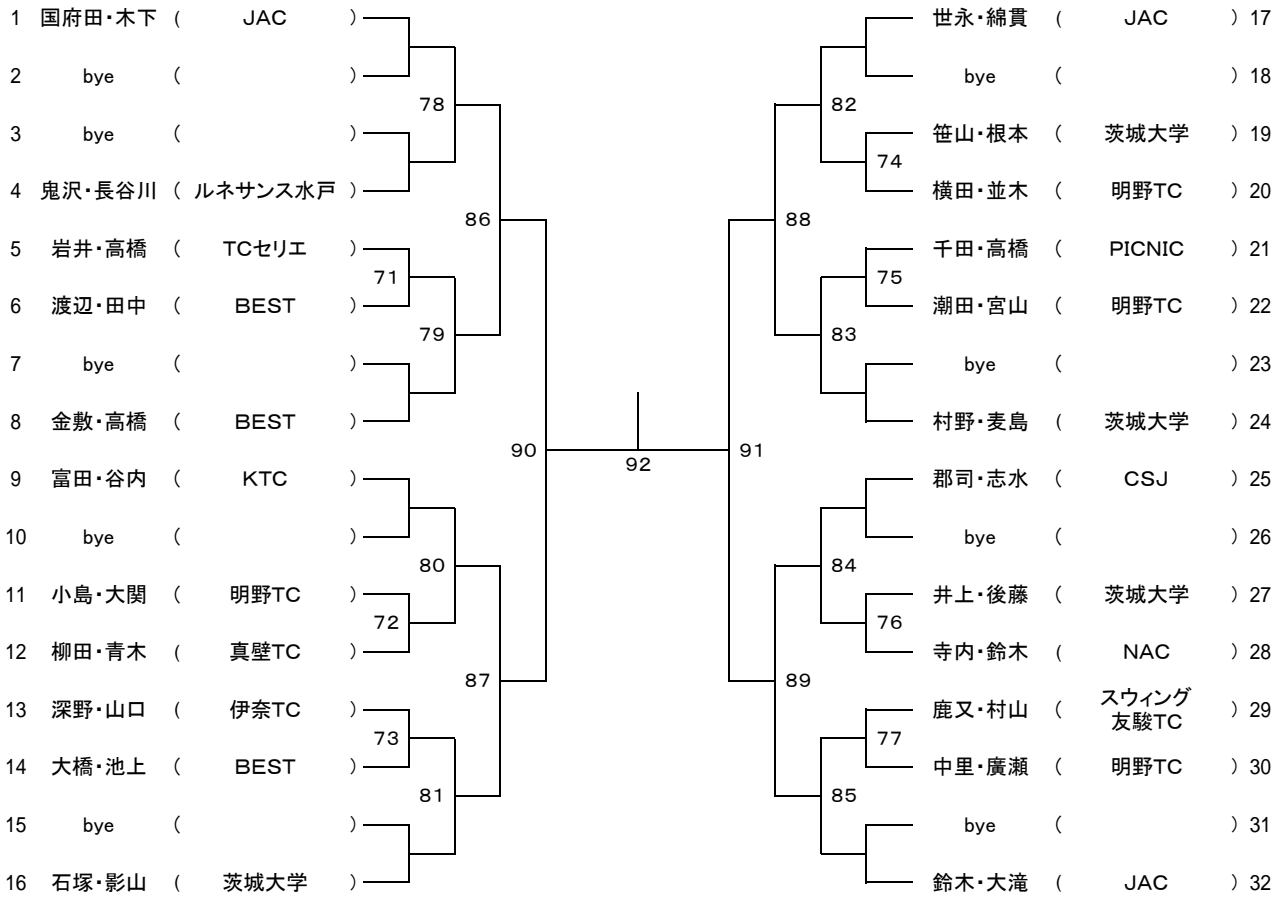 1 国府田・木下 ( JAC )
2 bye ( )
78
3 bye ( )
4 鬼沢・長谷川 ( ルネサンス水戸 )
86
5 岩井・高橋 ( TCセリエ )
71
6 渡辺・田中 ( BEST )
79
7 bye ( )
8 金敷・高橋 ( BEST )
90
9 富田・谷内 ( KTC )
10 bye ( )
80
11 小島・大関 ( 明野TC )
72
12 柳田・青木 ( 真壁TC )
87
13 深野・山口 ( 伊奈TC )
73
14 大橋・池上 ( BEST )
81
15 bye ( )
16 石塚・影山 ( 茨城大学 )
92
世永・綿貫 ( JAC ) 17
bye ( ) 18
82
笹山・根本 ( 茨城大学 ) 19
74
横田・並木 ( 明野TC ) 20
88
千田・高橋 ( PICNIC ) 21
75
潮田・宮山 ( 明野TC ) 22
83
bye ( ) 23
村野・麦島 ( 茨城大学 ) 24
91
郡司・志水 ( CSJ ) 25
bye ( ) 26
84
井上・後藤 ( 茨城大学 ) 27
76
寺内・鈴木 ( NAC ) 28
89
鹿又・村山 ( スウィング
友駿TC ) 29
77
中里・廣瀬 ( 明野TC ) 30
85
bye ( ) 31
鈴木・大滝 ( JAC ) 32